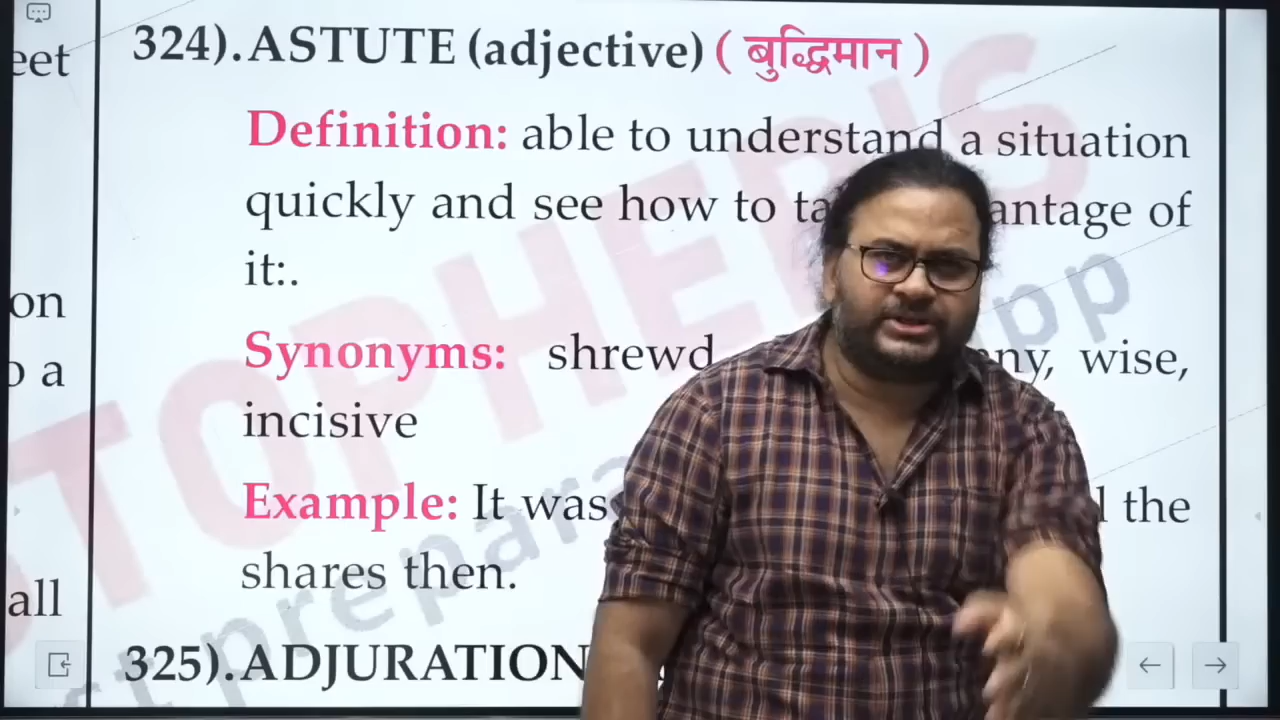 eet
on
o a
all
324). ASTUTE (adjective) ( बुद्धिमान )
Definition: able to understand a situation
quickly and see how to ta antage of
it:.
Synonyms: shrewd ny, wise,
incisive
Example: It was the
shares then.
325). ADJURATION